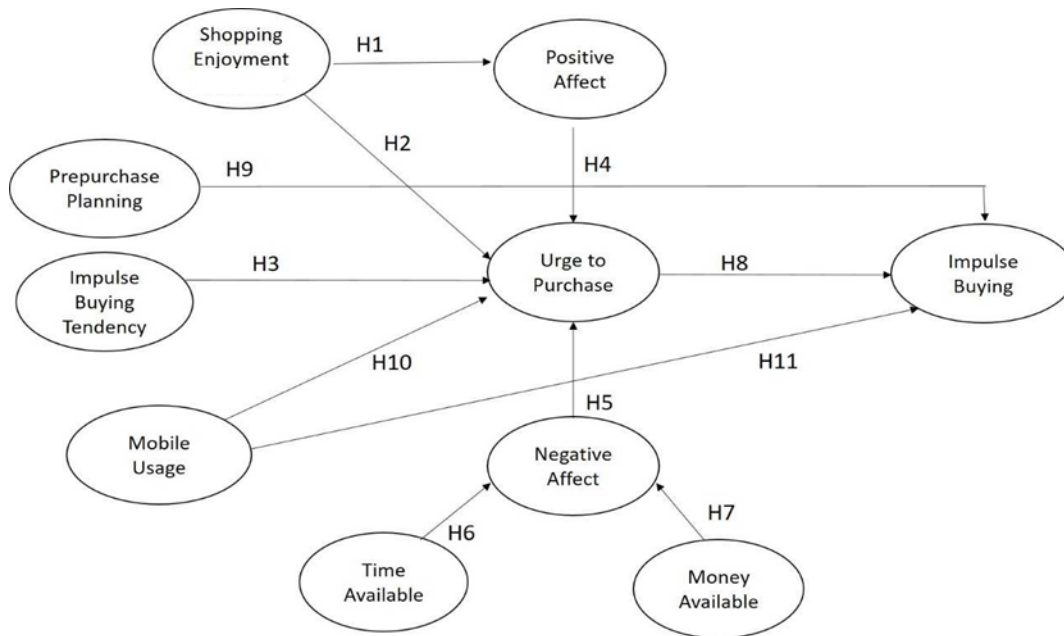 Shopping
Enjoyment
H1
Positive
Affect
H2
H4
Prepurchase
Planning
H9
Impulse
Buying
Tendency
H3
Urge to
Purchase
H8
Impulse
Buying
H10
H11
Mobile
Usage
H5
Negative
Affect
H6
H7
Time
Available
Money
Available